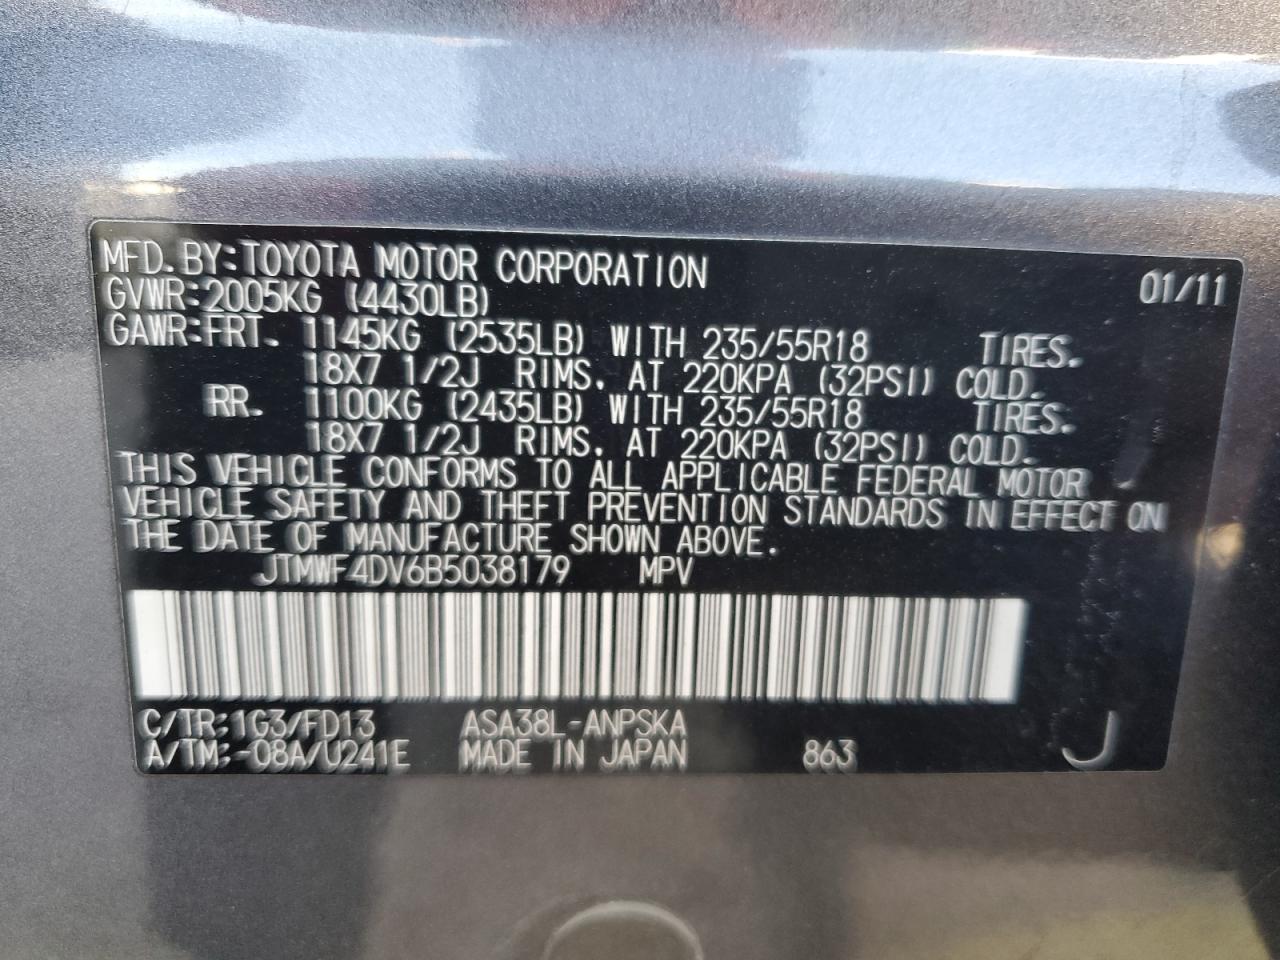 MFD. BY: TOYOTA MOTOR CORPORATION 01/11
GVWR: 2005KG (4430LB)
GAWR: FRT. 1145KG (2535LB) WITH 235/55R18 TIRES.
18X7 1/2J RIMS. AT 220KPA (32PSI) COLD.
RR. 1100KG (2435LB) WITH 235/55R18 TIRES.
18X7 1/2J RIMS. AT 220KPA (32PSI) COLD.
THIS VEHICLE CONFORMS TO ALL APPLICABLE FEDERAL MOTOR
VEHICLE SAFETY AND THEFT PREVENTION STANDARDS IN EFFECT ON
THE DATE OF MANUFACTURE SHOWN ABOVE.
JTMWF4DV6B5038179 MPV
C/TR: 1G3/FD13 ASA38L-ANPSKA
A/TM: -08A/U241E MADE IN JAPAN 863 J